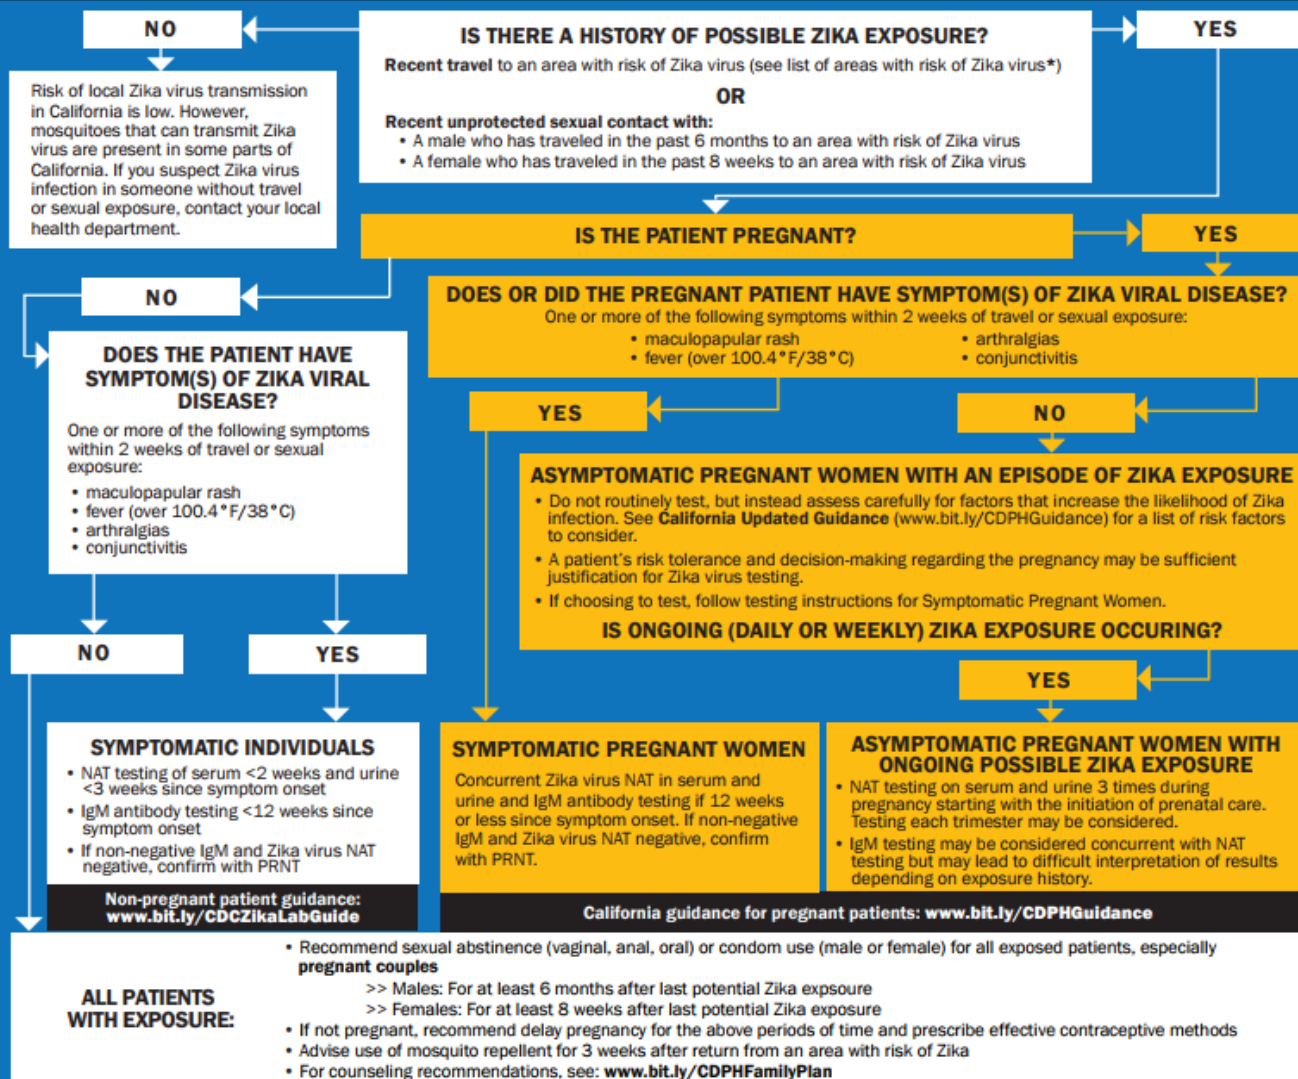 NO
IS THERE A HISTORY OF POSSIBLE ZIKA EXPOSURE?
YES
Recent travel to an area with risk of Zika virus (see list of areas with risk of Zika virus*)
OR
Recent unprotected sexual contact with:
• A male who has traveled in the past 6 months to an area with risk of Zika virus
• A female who has traveled in the past 8 weeks to an area with risk of Zika virus
Risk of local Zika virus transmission
in California is low. However,
mosquitoes that can transmit Zika
virus are present in some parts of
California. If you suspect Zika virus
infection in someone without travel
or sexual exposure, contact your local
health department.
IS THE PATIENT PREGNANT?
YES
NO
DOES OR DID THE PREGNANT PATIENT HAVE SYMPTOM(S) OF ZIKA VIRAL DISEASE?
One or more of the following symptoms within 2 weeks of travel or sexual exposure:
• maculopapular rash
• fever (over 100.4°F/38°C)
• arthralgias
• conjunctivitis
DOES THE PATIENT HAVE
SYMPTOM(S) OF ZIKA VIRAL
DISEASE?
One or more of the following symptoms
within 2 weeks of travel or sexual
exposure:
• maculopapular rash
• fever (over 100.4°F/38°C)
• arthralgias
• conjunctivitis
YES
NO
ASYMPTOMATIC PREGNANT WOMEN WITH AN EPISODE OF ZIKA EXPOSURE
• Do not routinely test, but instead assess carefully for factors that increase the likelihood of Zika
infection. See California Updated Guidance (www.bit.ly/CDPHGuidance) for a list of risk factors
to consider.
• A patient's risk tolerance and decision-making regarding the pregnancy may be sufficient
justification for Zika virus testing.
• If choosing to test, follow testing instructions for Symptomatic Pregnant Women.
IS ONGOING (DAILY OR WEEKLY) ZIKA EXPOSURE OCCURING?
NO
YES
YES
SYMPTOMATIC INDIVIDUALS
• NAT testing of serum <2 weeks and urine
<3 weeks since symptom onset
• IgM antibody testing <12 weeks since
symptom onset
• If non-negative IgM and Zika virus NAT
negative, confirm with PRNT
Non-pregnant patient guidance:
www.bit.ly/CDCZikaLabGuide
SYMPTOMATIC PREGNANT WOMEN
Concurrent Zika virus NAT in serum and
urine and IgM antibody testing if 12 weeks
or less since symptom onset. If non-negative
IgM and Zika virus NAT negative, confirm
with PRNT.
ASYMPTOMATIC PREGNANT WOMEN WITH
ONGOING POSSIBLE ZIKA EXPOSURE
• NAT testing on serum and urine 3 times during
pregnancy starting with the initiation of prenatal care.
Testing each trimester may be considered.
• IgM testing may be considered concurrent with NAT
testing but may lead to difficult interpretation of results
depending on exposure history.
California guidance for pregnant patients: www.bit.ly/CDPHGuidance
ALL PATIENTS
WITH EXPOSURE:
• Recommend sexual abstinence (vaginal, anal, oral) or condom use (male or female) for all exposed patients, especially
pregnant couples
>> Males: For at least 6 months after last potential Zika expsoure
>> Females: For at least 8 weeks after last potential Zika exposure
• If not pregnant, recommend delay pregnancy for the above periods of time and prescribe effective contraceptive methods
• Advise use of mosquito repellent for 3 weeks after return from an area with risk of Zika
• For counseling recommendations, see: www.bit.ly/CDPHFamilyPlan